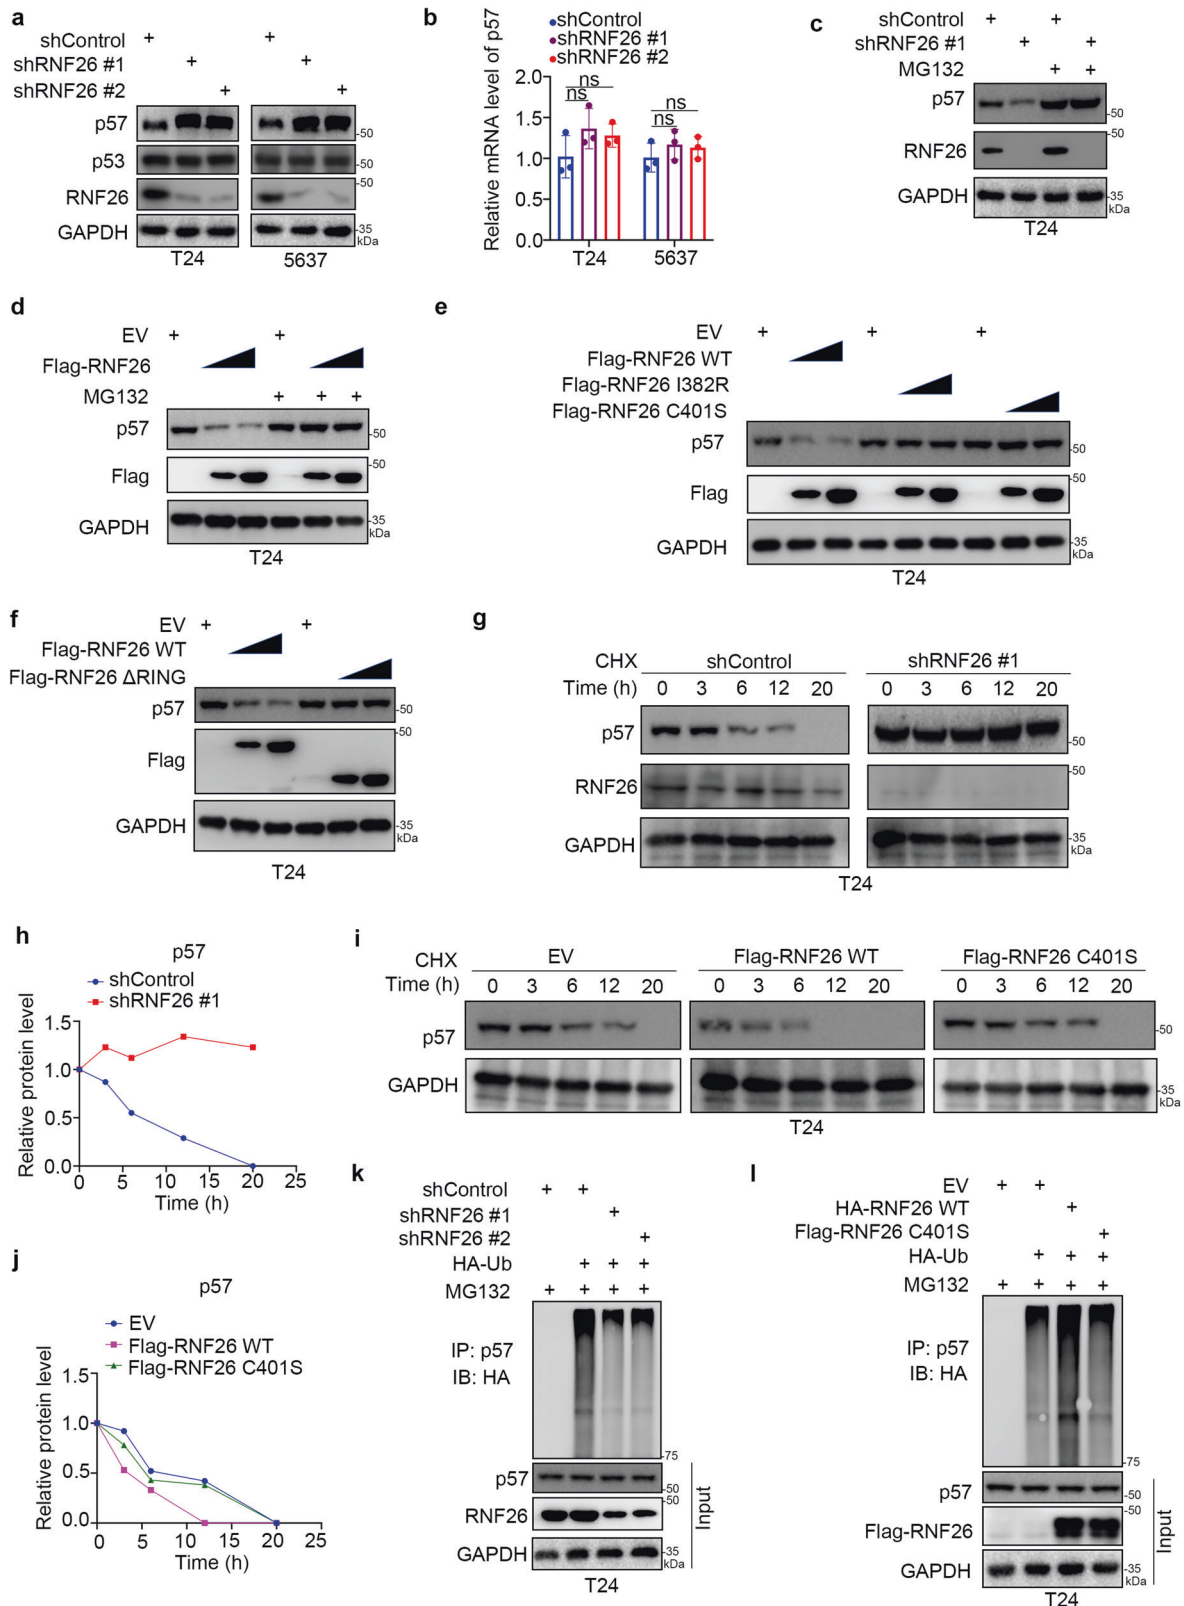 a
shControl + +
shRNF26 #1 + +
shRNF26 #2 + +
p57
-50
p53
-50
RNF26
GAPDH
-35
kDa
T24 5637
b
shControl
shRNF26 #1
shRNF26 #2
Relative mRNA level of p57
2.0
1.5
1.0
0.5
0.0
ns
ns
ns
ns
T24 5637
c
shControl + +
shRNF26 #1 + +
MG132 + +
p57
-50
RNF26
GAPDH
-35
kDa
T24
d
EV + +
Flag-RNF26
MG132 + + +
p57
-50
Flag
-50
GAPDH
-35
kDa
T24
e
EV + + +
Flag-RNF26 WT
Flag-RNF26 I382R
Flag-RNF26 C401S
p57
-50
Flag
-50
GAPDH
-35
kDa
T24
f
EV + +
Flag-RNF26 WT
Flag-RNF26 ΔRING
p57
-50
Flag
-50
GAPDH
-35
kDa
T24
g
CHX shControl shRNF26 #1
Time (h) 0 3 6 12 20 0 3 6 12 20
p57
-50
RNF26
-50
GAPDH
-35
kDa
T24
h
p57
shControl
shRNF26 #1
Relative protein level
1.5
1.0
0.5
0.0
0 5 10 15 20 25
Time (h)
i
CHX EV Flag-RNF26 WT Flag-RNF26 C401S
Time (h) 0 3 6 12 20 0 3 6 12 20 0 3 6 12 20
p57
-50
GAPDH
-35
kDa
T24
j
p57
EV
Flag-RNF26 WT
Flag-RNF26 C401S
Relative protein level
1.5
1.0
0.5
0.0
0 5 10 15 20 25
Time (h)
k
shControl + +
shRNF26 #1 +
shRNF26 #2 +
HA-Ub + + +
MG132 + + + +
IP: p57
IB: HA
-75
p57
-50
RNF26
-50
GAPDH
-35
kDa
Input
T24
l
EV + +
HA-RNF26 WT +
Flag-RNF26 C401S +
HA-Ub + + +
MG132 + + + +
IP: p57
IB: HA
-75
p57
-50
Flag-RNF26
-50
GAPDH
-35
kDa
Input
T24